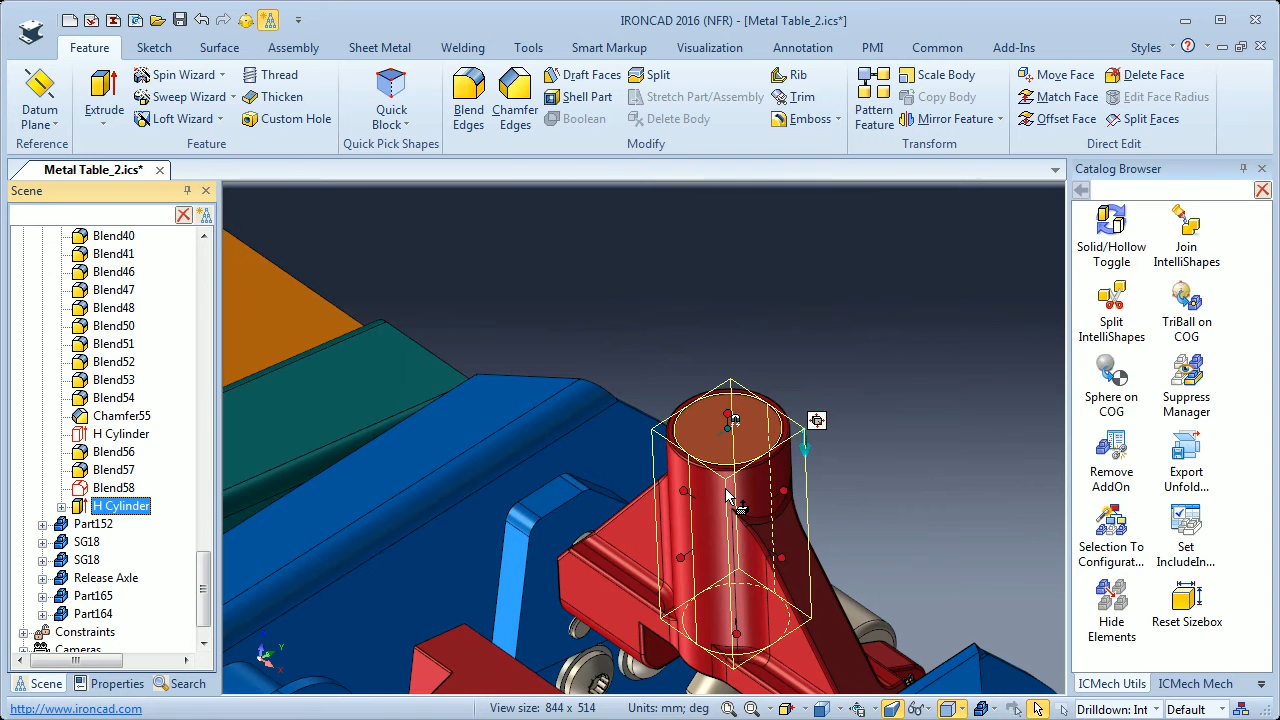 IRONCAD 2016 (NFR) - [Metal Table_2.ics*]
Feature Sketch Surface Assembly Sheet Metal Welding Tools Smart Markup Visualization Annotation PMI Common Add-Ins Styles
Datum Plane
Reference
Extrude
Spin Wizard
Sweep Wizard
Loft Wizard
Thread
Thicken
Custom Hole
Feature
Quick Block
Quick Pick Shapes
Blend Edges
Chamfer Edges
Draft Faces
Shell Part
Boolean
Split
Stretch Part/Assembly
Delete Body
Rib
Trim
Emboss
Modify
Pattern Feature
Scale Body
Copy Body
Mirror Feature
Transform
Move Face
Match Face
Offset Face
Delete Face
Edit Face Radius
Split Faces
Direct Edit
Metal Table_2.ics*
Scene
Blend40
Blend41
Blend46
Blend47
Blend48
Blend50
Blend51
Blend52
Blend53
Blend54
Chamfer55
H Cylinder
Blend56
Blend57
Blend58
H Cylinder
Part152
SG18
SG18
Release Axle
Part165
Part164
Constraints
Cameras
Scene Properties Search
Catalog Browser
Solid/Hollow Toggle
Join IntelliShapes
Split IntelliShapes
TriBall on COG
Sphere on COG
Suppress Manager
Remove AddOn
Export Unfold...
Selection To Configurat...
Set IncludeIn...
Hide Elements
Reset Sizebox
ICMech Utils ICMech Mech
http://www.ironcad.com View size: 844 x 514 Units: mm; deg Drilldown: Int Default